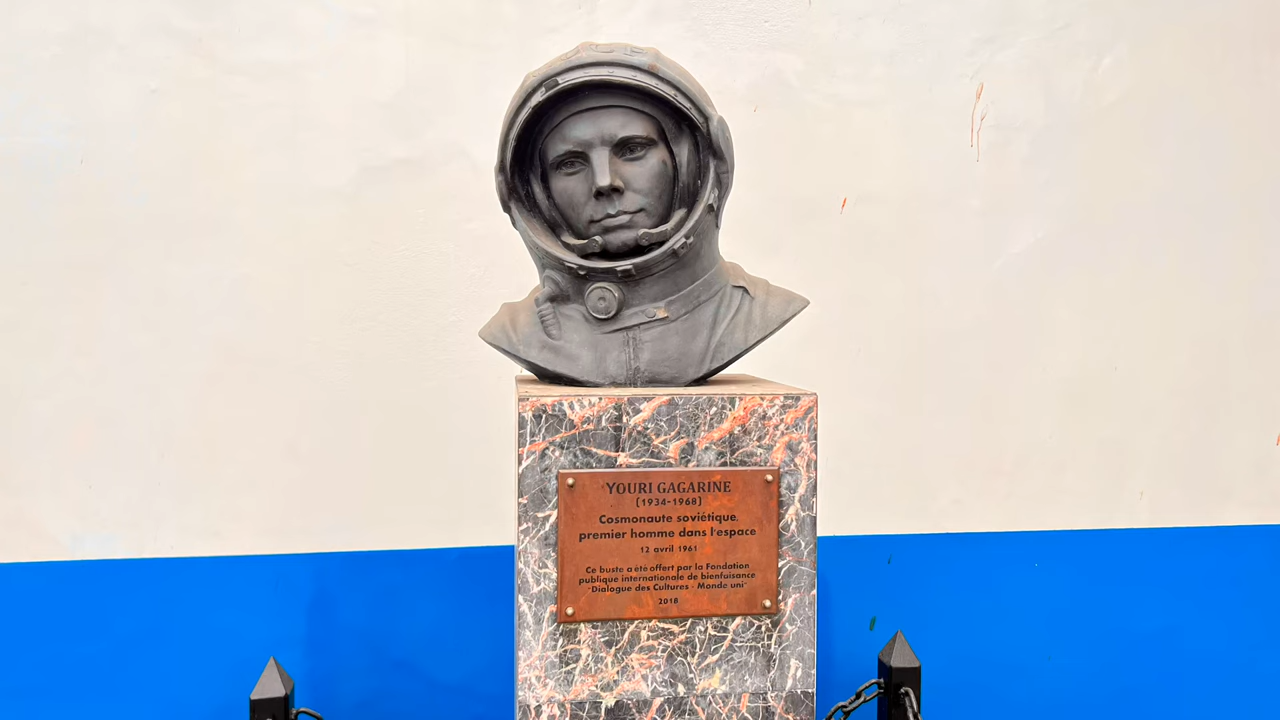 YOURI GAGARINE
(1934-1968)
Cosmonaute soviétique,
premier homme dans l'espace
12 avril 1961
Ce buste a été offert par la Fondation
publique internationale de bienfaisance
"Dialogue des Cultures - Monde uni"
2018